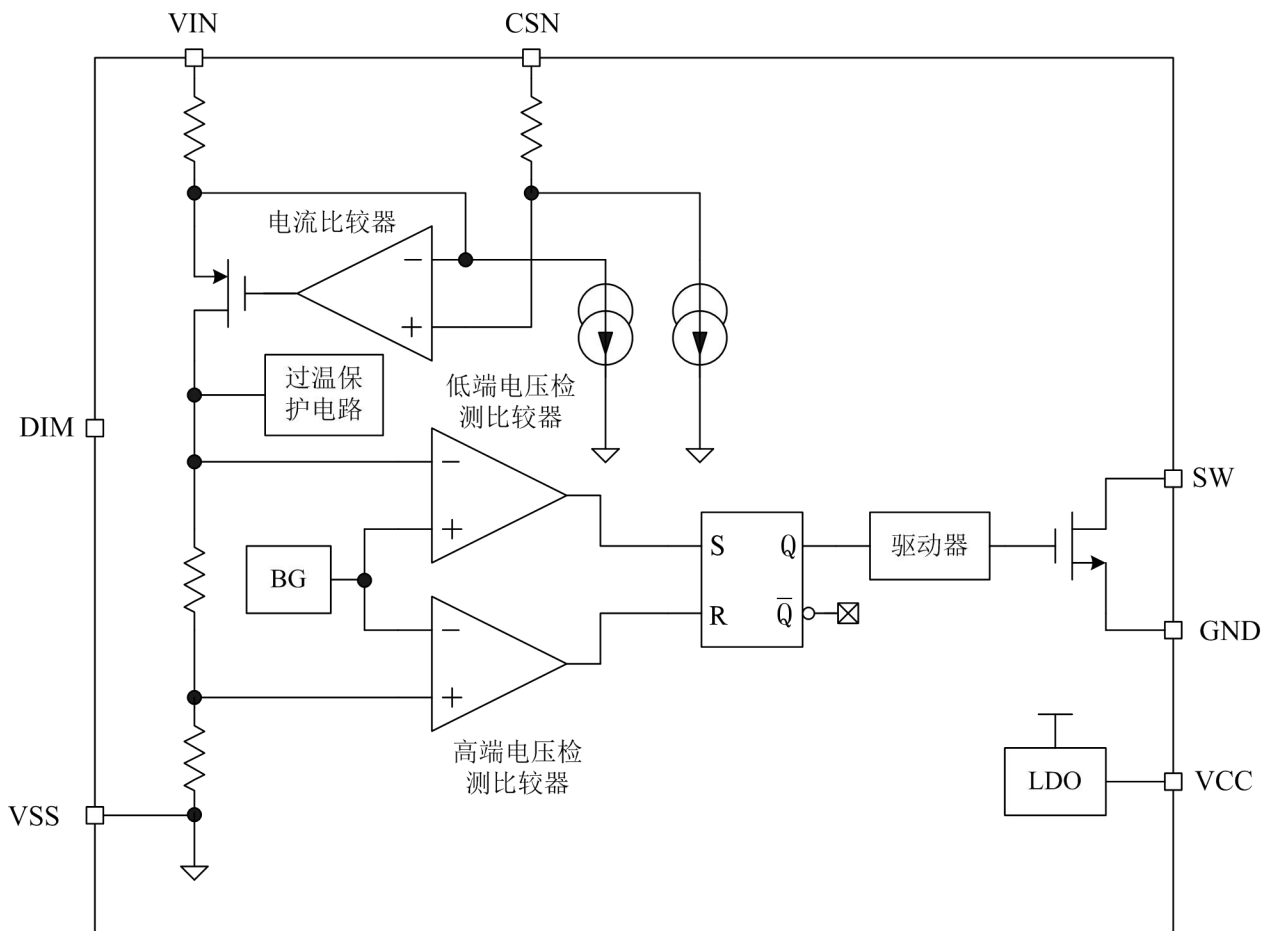 VIN
CSN
电流比较器
−
+
过温保
护电路
低端电压检
测比较器
DIM
−
+
SW
BG
S
Q
驱动器
R
Q̅
−
+
GND
高端电压检
测比较器
LDO
VCC
VSS